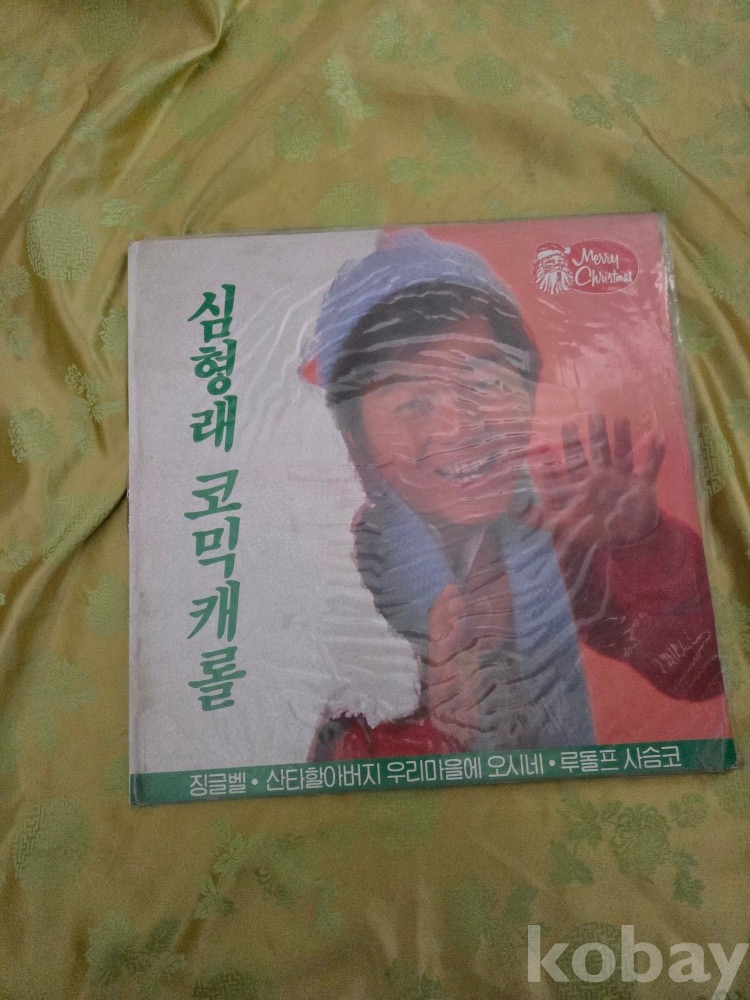 심형래 코믹캐롤
Merry
Christmas
징글벨 • 산타할아버지 우리마을에 오시네 • 루돌프 사슴코
kobay